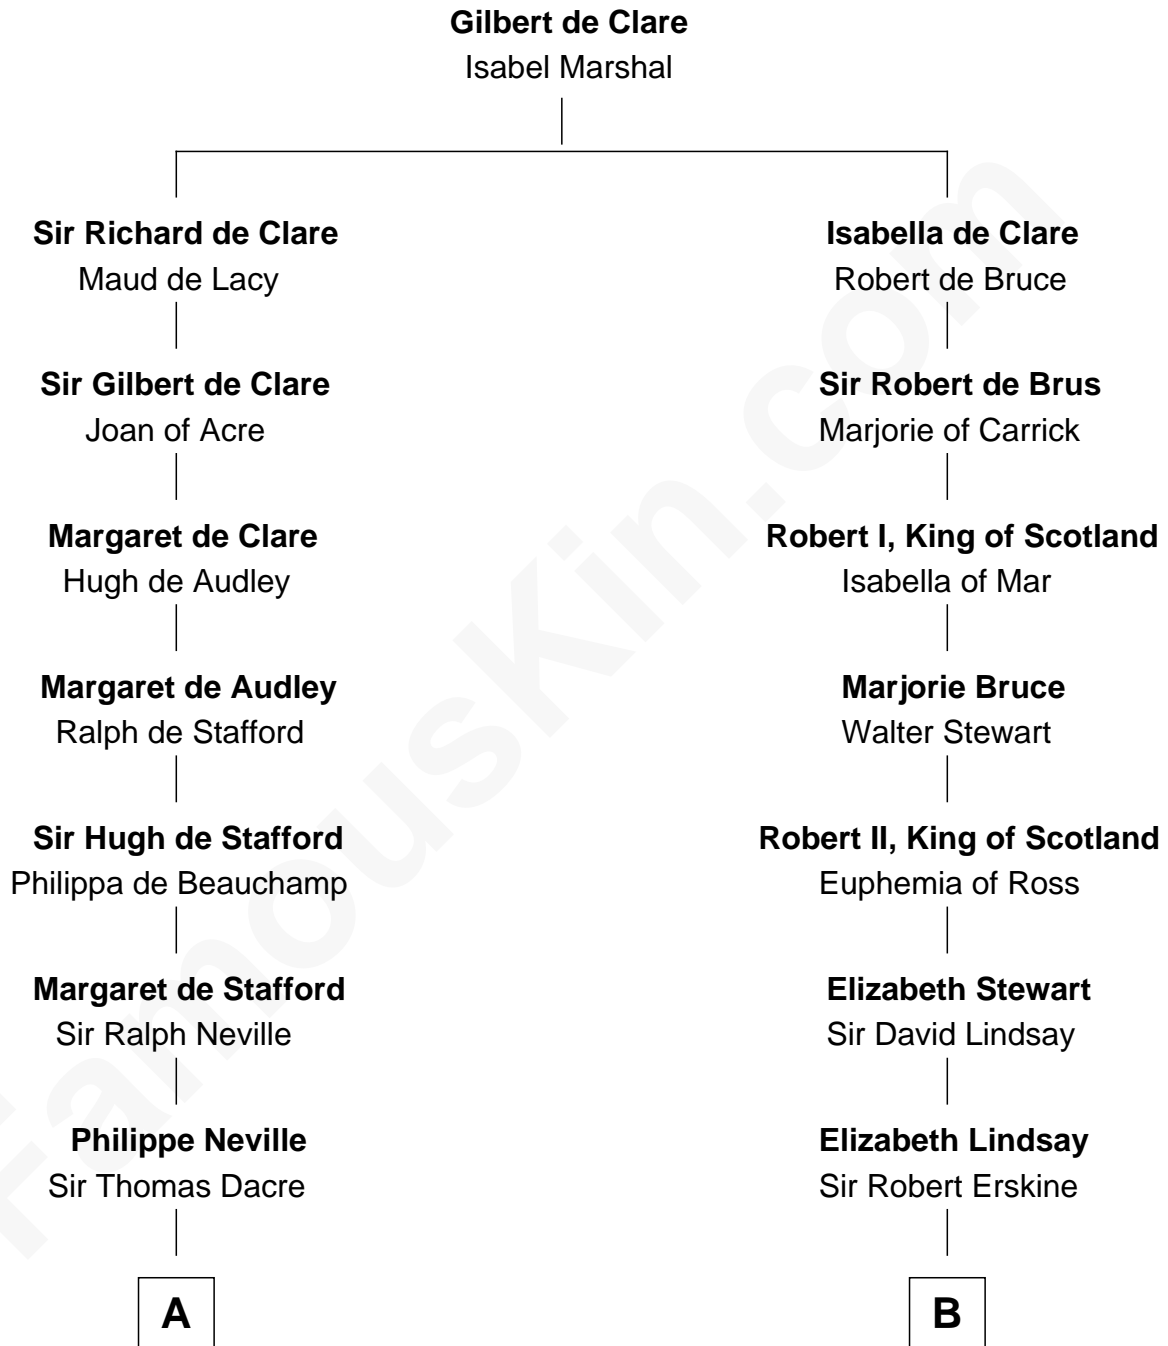 Gilbert de Clare
Isabel Marshal
Sir Richard de Clare
Maud de Lacy
Isabella de Clare
Robert de Bruce
Sir Gilbert de Clare
Joan of Acre
Sir Robert de Brus
Marjorie of Carrick
Margaret de Clare
Hugh de Audley
Robert I, King of Scotland
Isabella of Mar
Margaret de Audley
Ralph de Stafford
Marjorie Bruce
Walter Stewart
Sir Hugh de Stafford
Philippa de Beauchamp
Robert II, King of Scotland
Euphemia of Ross
Margaret de Stafford
Sir Ralph Neville
Elizabeth Stewart
Sir David Lindsay
Philippe Neville
Sir Thomas Dacre
Elizabeth Lindsay
Sir Robert Erskine
A
B
FamousKin.com